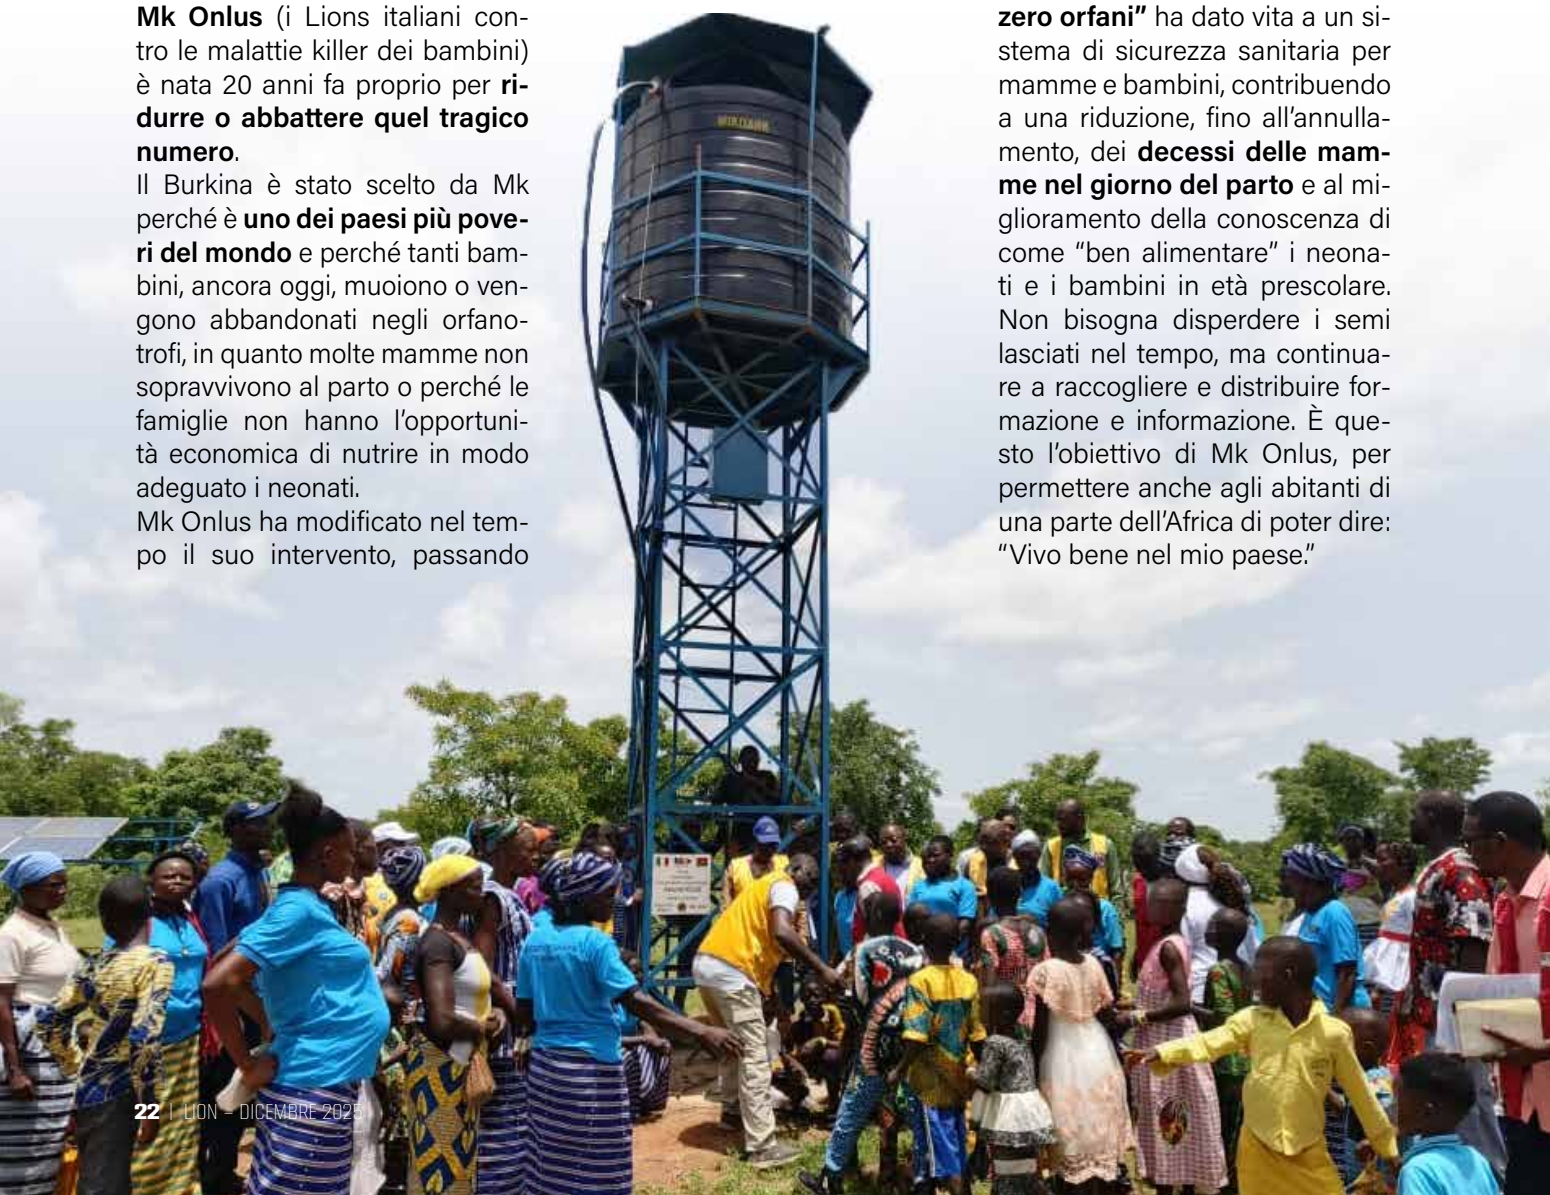 Mk Onlus (i Lions italiani con-
tro le malattie killer dei bambini)
è nata 20 anni fa proprio per ri-
durre o abbattere quel tragico
numero.
Il Burkina è stato scelto da Mk
perché è uno dei paesi più pove-
ri del mondo e perché tanti bam-
bini, ancora oggi, muoiono o ven-
gono abbandonati negli orfano-
trofi, in quanto molte mamme non
sopravvivono al parto o perché le
famiglie non hanno l’opportuni-
tà economica di nutrire in modo
adeguato i neonati.
Mk Onlus ha modificato nel tem-
po il suo intervento, passando
zero orfani” ha dato vita a un si-
stema di sicurezza sanitaria per
mamme e bambini, contribuendo
a una riduzione, fino all’annulla-
mento, dei decessi delle mam-
me nel giorno del parto e al mi-
glioramento della conoscenza di
come “ben alimentare” i neona-
ti e i bambini in età prescolare.
Non bisogna disperdere i semi
lasciati nel tempo, ma continua-
re a raccogliere e distribuire for-
mazione e informazione. È que-
sto l’obiettivo di Mk Onlus, per
permettere anche agli abitanti di
una parte dell’Africa di poter dire:
“Vivo bene nel mio paese.”
22 | LION – DICEMBRE 2025